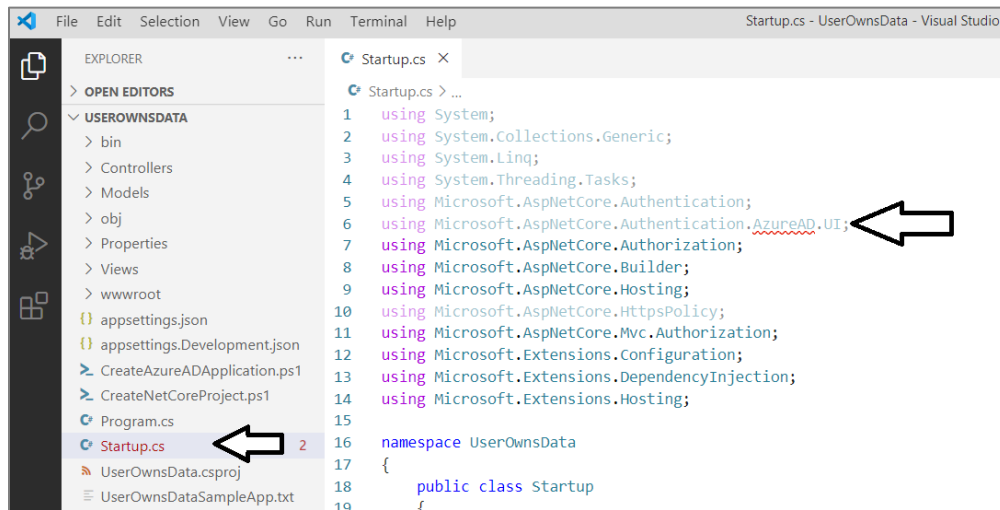 File Edit Selection View Go Run Terminal Help Startup.cs - UserOwnsData - Visual Studio
EXPLORER ...
OPEN EDITORS
USEROWNSDATA
bin
Controllers
Models
obj
Properties
Views
wwwroot
{} appsettings.json
{} appsettings.Development.json
CreateAzureADApplication.ps1
CreateNetCoreProject.ps1
C# Program.cs
C# Startup.cs 2
UserOwnsData.csproj
UserOwnsDataSampleApp.txt
C# Startup.cs
C# Startup.cs > ...
1 using System;
2 using System.Collections.Generic;
3 using System.Linq;
4 using System.Threading.Tasks;
5 using Microsoft.AspNetCore.Authentication;
6 using Microsoft.AspNetCore.Authentication.AzureAD.UI;
7 using Microsoft.AspNetCore.Authorization;
8 using Microsoft.AspNetCore.Builder;
9 using Microsoft.AspNetCore.Hosting;
10 using Microsoft.AspNetCore.HttpsPolicy;
11 using Microsoft.AspNetCore.Mvc.Authorization;
12 using Microsoft.Extensions.Configuration;
13 using Microsoft.Extensions.DependencyInjection;
14 using Microsoft.Extensions.Hosting;
15
16 namespace UserOwnsData
17 {
18 public class Startup
19 {